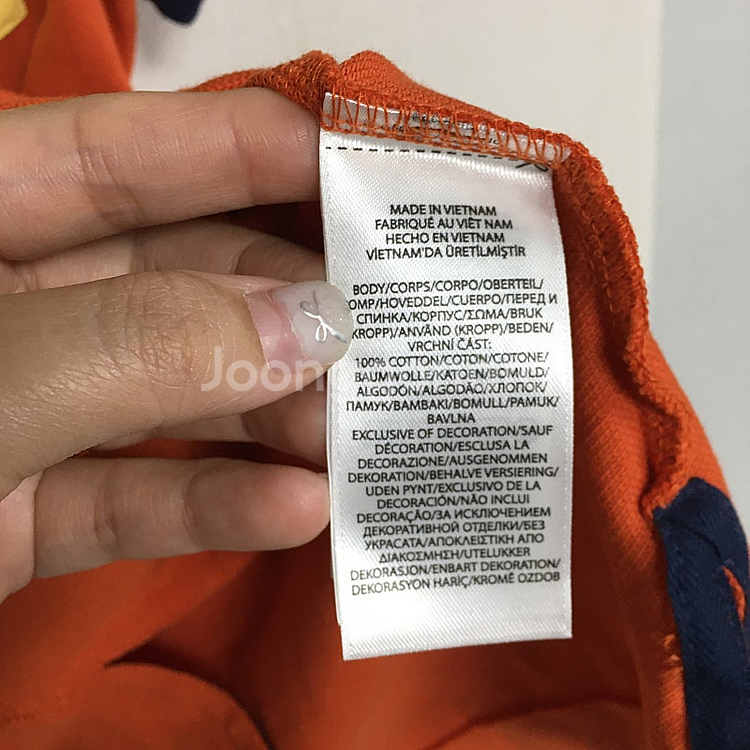 MADE IN VIETNAM
FABRIQUÉ AU VIÊT NAM
HECHO EN VIETNAM
VİETNAM'DA ÜRETİLMİŞTİR
BODY/CORPS/CORPO/OBERTEIL/
OMP/HOVEDDEL/CUERPO/ПЕРЕД И
СПИНКА/КОРПУС/ΣΩΜΑ/BRUK
KROPP)/ANVÄND (KROPP)/BEDEN/
VRCHNÍ ČÁST:
100% COTTON/COTON/COTONE/
BAUMWOLLE/KATOEN/BOMULD/
ALGODÓN/ALGODÃO/ХЛОПОК/
ПАМУК/ΒΑΜΒΑΚΙ/BOMULL/PAMUK/
BAVLNA
EXCLUSIVE OF DECORATION/SAUF
DÉCORATION/ESCLUSA LA
DECORAZIONE/AUSGENOMMEN
DEKORATION/BEHALVE VERSIERING/
UDEN PYNT/EXCLUSIVO DE LA
DECORACIÓN/NÃO INCLUI
DECORAÇÃO/ЗА ИСКЛЮЧЕНИЕМ
ДЕКОРАТИВНОЙ ОТДЕЛКИ/БЕЗ
УКРАСАТА/ΑΠΟΚΛΕΙΣΤΙΚΗ ΑΠΟ
ΔΙΑΚΟΣΜΗΣΗ/UTELUKKER
DEKORASJON/ENBART DEKORATION/
DEKORASYON HARİÇ/KROMĚ OZDOB